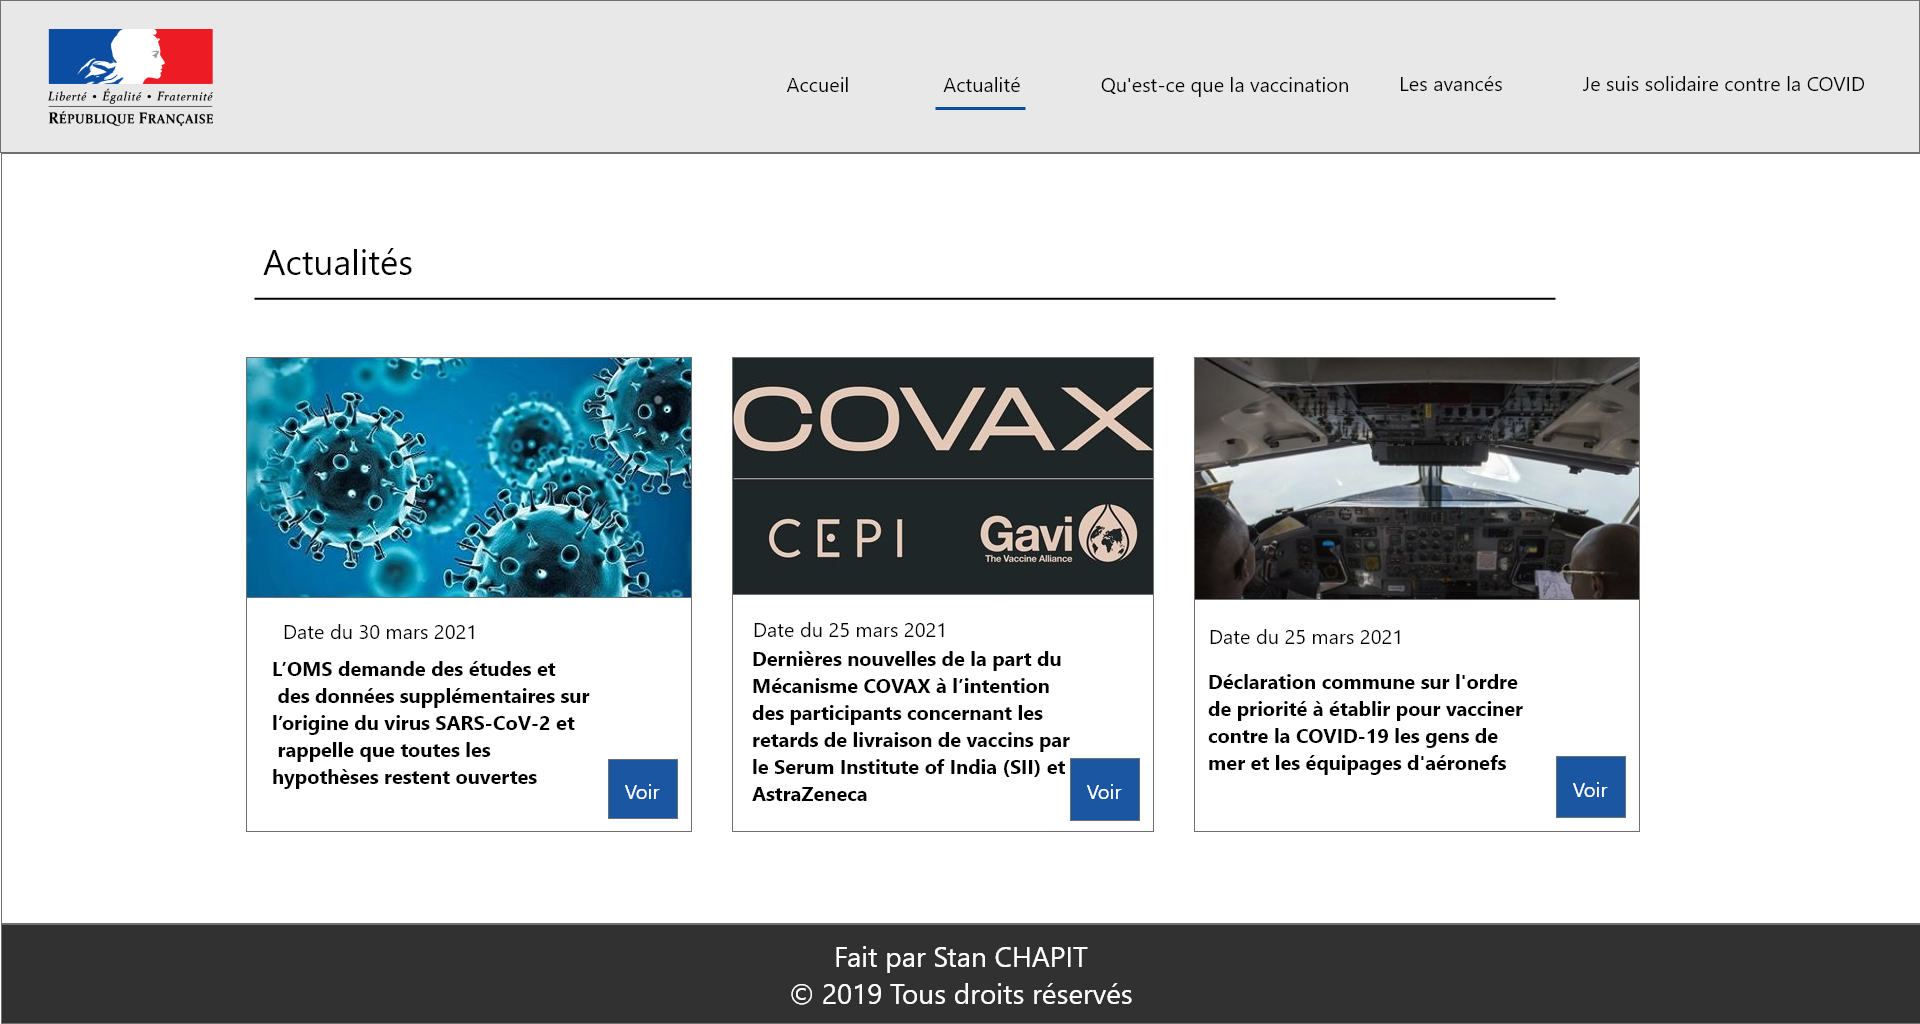 Liberté • Égalité • Fraternité
RÉPUBLIQUE FRANÇAISE
Accueil
Actualité
Qu'est-ce que la vaccination
Les avancés
Je suis solidaire contre la COVID
Actualités
COVAX
CEPI
Gavi
The Vaccine Alliance
Date du 30 mars 2021
L’OMS demande des études et
des données supplémentaires sur
l’origine du virus SARS-CoV-2 et
rappelle que toutes les
hypothèses restent ouvertes
Voir
Date du 25 mars 2021
Dernières nouvelles de la part du
Mécanisme COVAX à l’intention
des participants concernant les
retards de livraison de vaccins par
le Serum Institute of India (SII) et
AstraZeneca
Voir
Date du 25 mars 2021
Déclaration commune sur l'ordre
de priorité à établir pour vacciner
contre la COVID-19 les gens de
mer et les équipages d'aéronefs
Voir
Fait par Stan CHAPIT
© 2019 Tous droits réservés